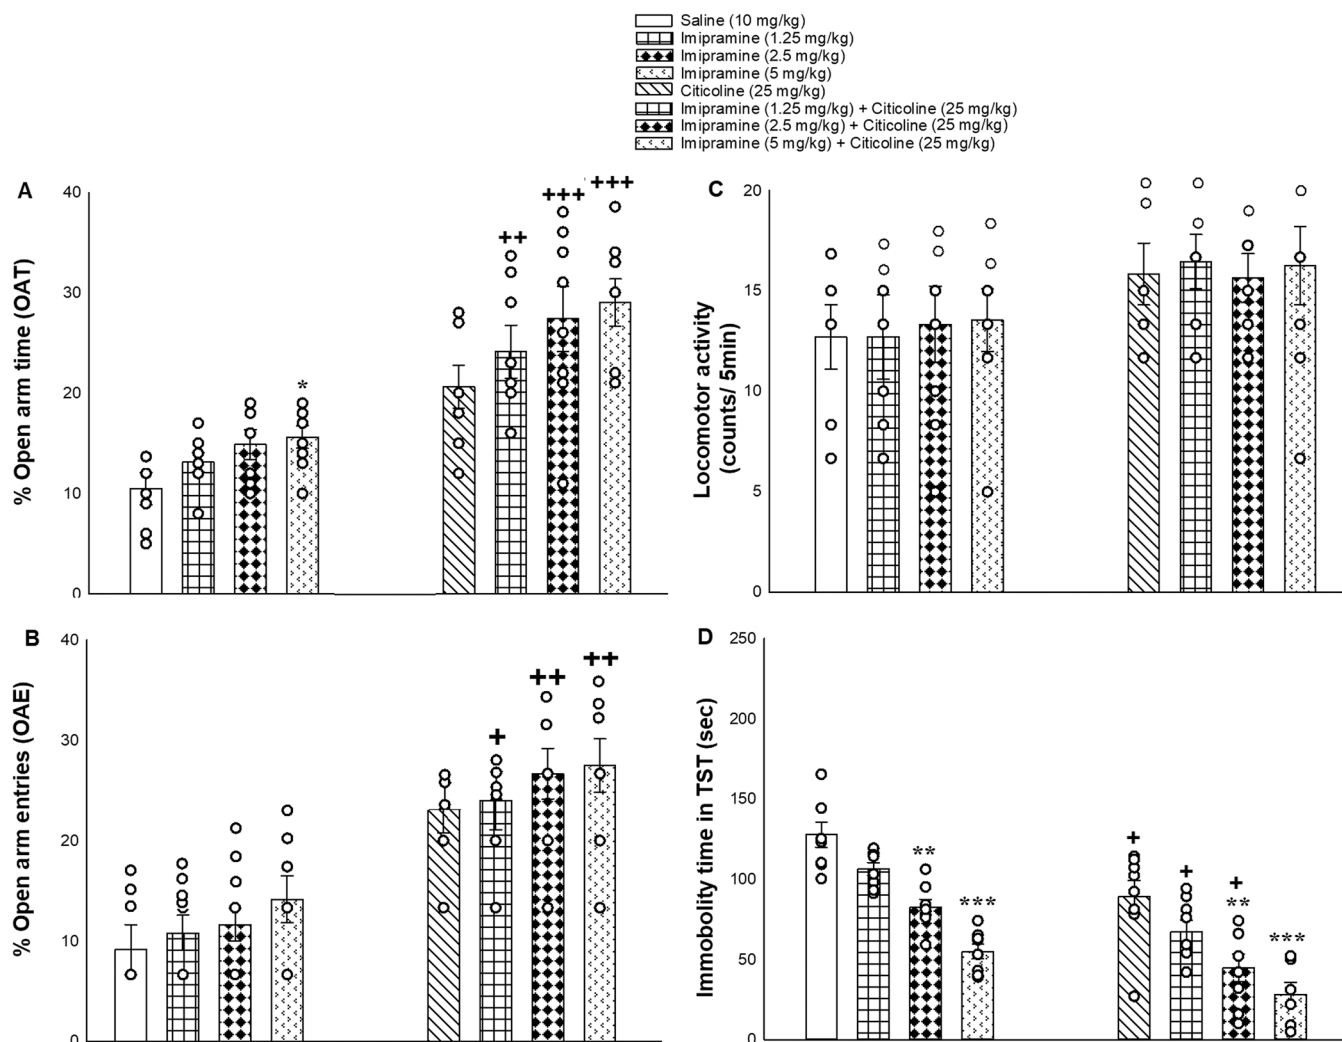 Saline (10 mg/kg)
Imipramine (1.25 mg/kg)
Imipramine (2.5 mg/kg)
Imipramine (5 mg/kg)
Citicoline (25 mg/kg)
Imipramine (1.25 mg/kg) + Citicoline (25 mg/kg)
Imipramine (2.5 mg/kg) + Citicoline (25 mg/kg)
Imipramine (5 mg/kg) + Citicoline (25 mg/kg)
A
% Open arm time (OAT)
40
30
20
10
0
*
++
+++
+++
C
Locomotor activity
(counts/ 5min)
20
15
10
5
0
B
% Open arm entries (OAE)
40
30
20
10
0
+
++
++
D
Immobolity time in TST (sec)
250
200
150
100
50
0
**
***
+
+
+
**
***